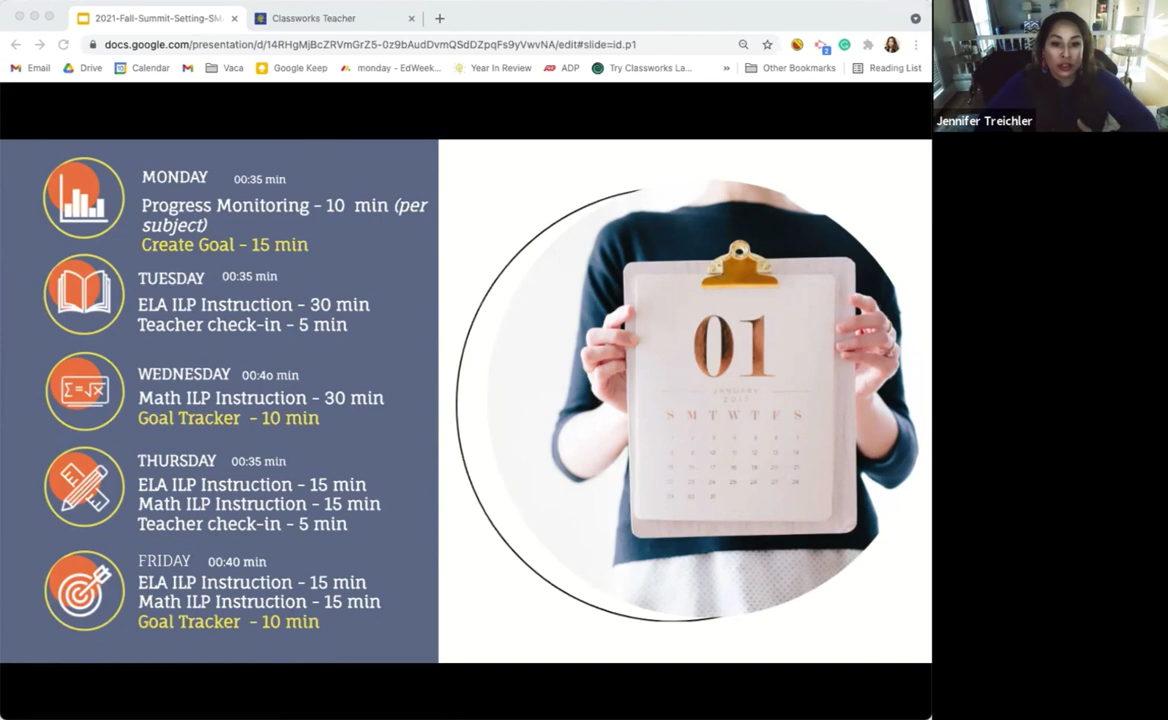 2021-Fall-Summit-Setting-SM
Classworks Teacher
docs.google.com/presentation/d/14RHgMjBcZRVmGrZ5-0z9bAudDvmQSdDZpqFs9yVwvNA/edit#slide=id.p1
Email Drive Calendar Vaca Google Keep monday - EdWeek... Year In Review ADP Try Classworks La... » Other Bookmarks Reading List
Jennifer Treichler
MONDAY 00:35 min
Progress Monitoring - 10 min (per
subject)
Create Goal - 15 min
TUESDAY 00:35 min
ELA ILP Instruction - 30 min
Teacher check-in - 5 min
WEDNESDAY 00:4o min
Math ILP Instruction - 30 min
Goal Tracker - 10 min
THURSDAY 00:35 min
ELA ILP Instruction - 15 min
Math ILP Instruction - 15 min
Teacher check-in - 5 min
FRIDAY 00:40 min
ELA ILP Instruction - 15 min
Math ILP Instruction - 15 min
Goal Tracker - 10 min
Σ=√x
01
JANUARY
2017
S M T W T F S